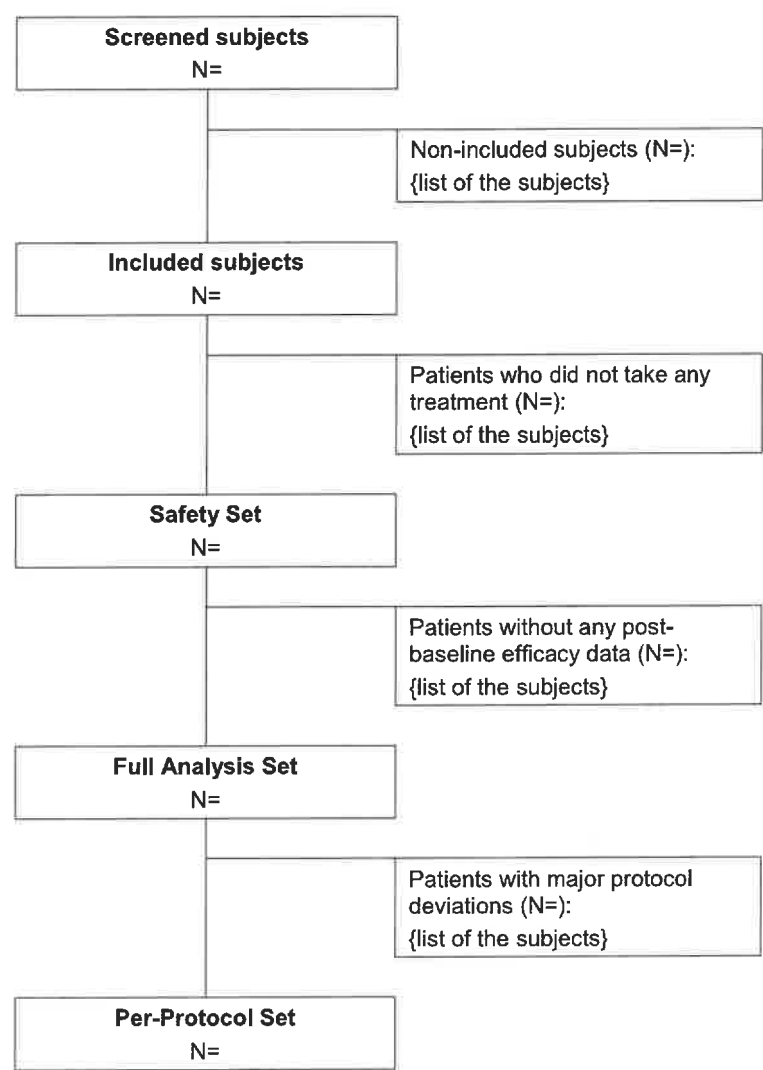 Screened subjects
N=
Non-included subjects (N=):
{list of the subjects}
Included subjects
N=
Patients who did not take any
treatment (N=):
{list of the subjects}
Safety Set
N=
Patients without any post-
baseline efficacy data (N=):
{list of the subjects}
Full Analysis Set
N=
Patients with major protocol
deviations (N=):
{list of the subjects}
Per-Protocol Set
N=